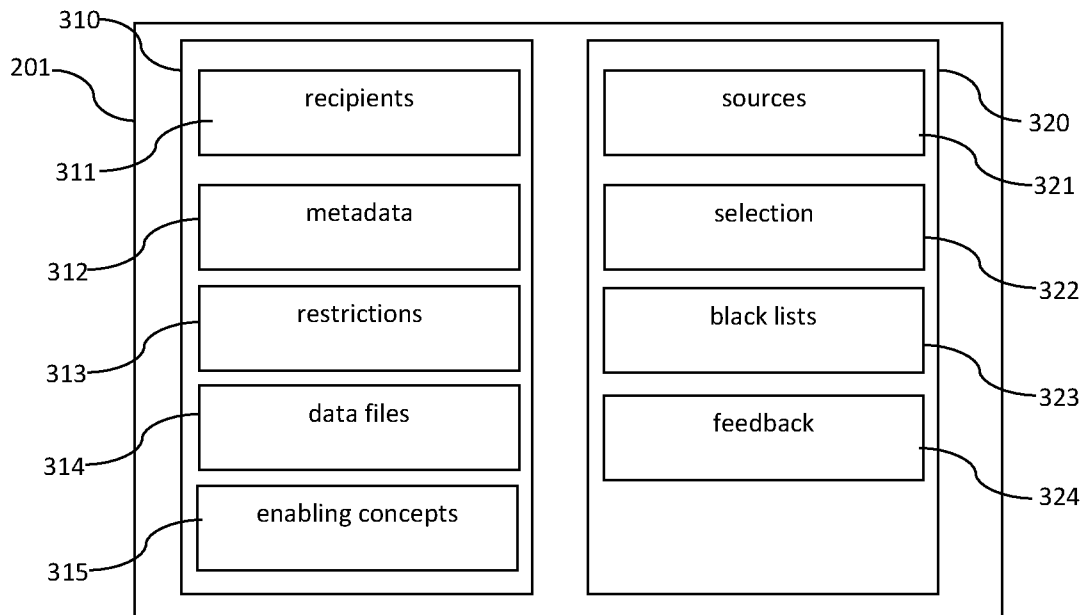 310
201
recipients
311
metadata
312
restrictions
313
data files
314
enabling concepts
315
sources
320
321
selection
322
black lists
323
feedback
324